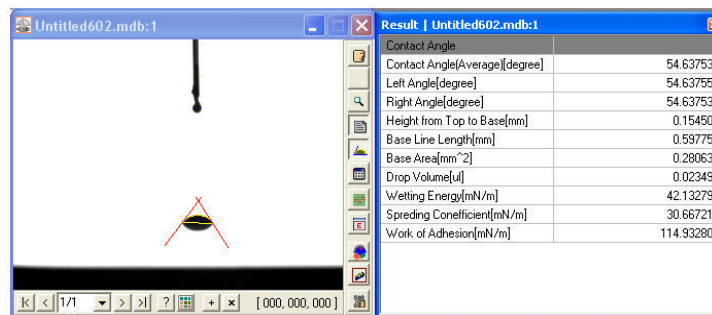 Untitled602.mdb:1
1/1
?
[ 000, 000, 000 ]
Result | Untitled602.mdb:1
Contact Angle
Contact Angle(Average)[degree] 54.63753
Left Angle[degree] 54.63755
Right Angle[degree] 54.63753
Height from Top to Base[mm] 0.15450
Base Line Length[mm] 0.59775
Base Area[mm^2] 0.28063
Drop Volume[ul] 0.02349
Wetting Energy[mN/m] 42.13279
Spreding Conefficient[mN/m] 30.66721
Work of Adhesion[mN/m] 114.93280